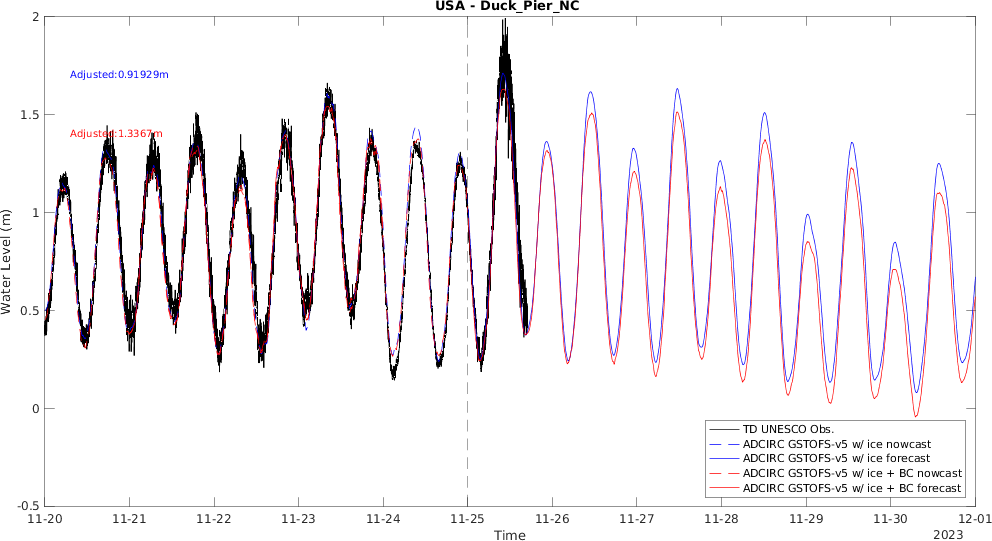 USA - Duck_Pier_NC
2
1.5
1
0.5
0
-0.5
Water Level (m)
Adjusted:0.91929m
Adjusted:1.3367m
TD UNESCO Obs.
ADCIRC GSTOFS-v5 w/ ice nowcast
ADCIRC GSTOFS-v5 w/ ice forecast
ADCIRC GSTOFS-v5 w/ ice + BC nowcast
ADCIRC GSTOFS-v5 w/ ice + BC forecast
11-20 11-21 11-22 11-23 11-24 11-25 11-26 11-27 11-28 11-29 11-30 12-01
Time
2023